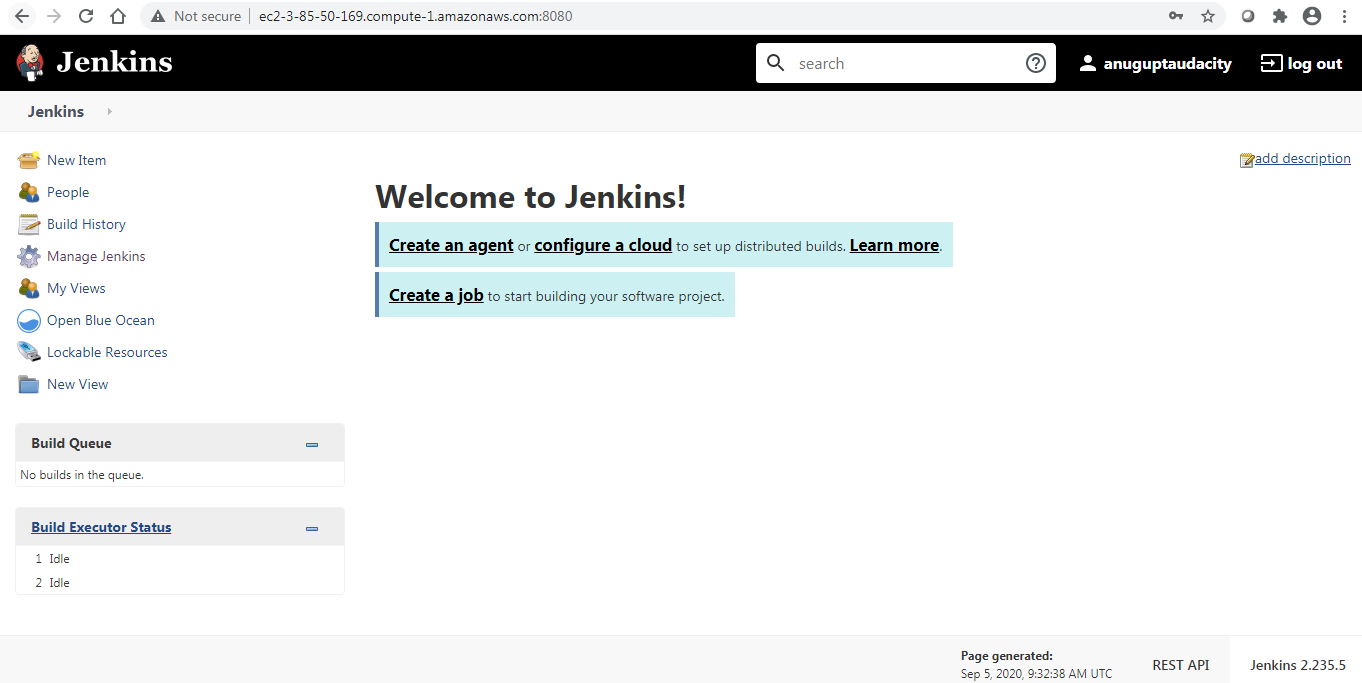 Not secure
ec2-3-85-50-169.compute-1.amazonaws.com:8080
Jenkins
search
anuguptaudacity
log out
Jenkins
New Item
People
Build History
Manage Jenkins
My Views
Open Blue Ocean
Lockable Resources
New View
Build Queue
No builds in the queue.
Build Executor Status
1 Idle
2 Idle
add description
Welcome to Jenkins!
Create an agent or configure a cloud to set up distributed builds. Learn more.
Create a job to start building your software project.
Page generated:
Sep 5, 2020, 9:32:38 AM UTC
REST API
Jenkins 2.235.5